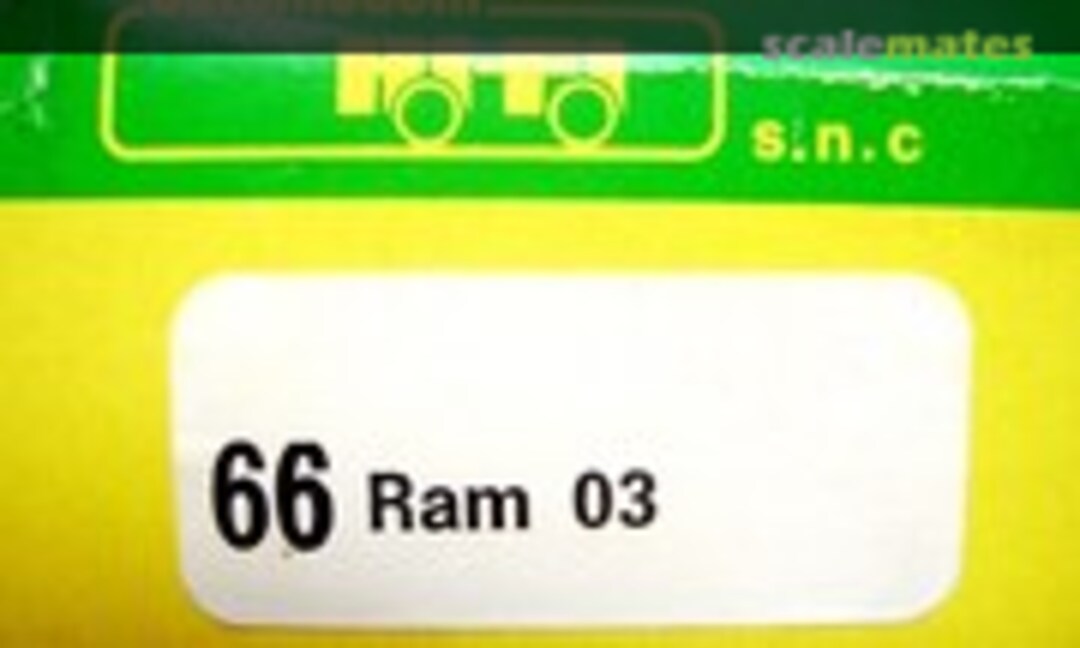 scalemates
s.n.c
66 Ram 03